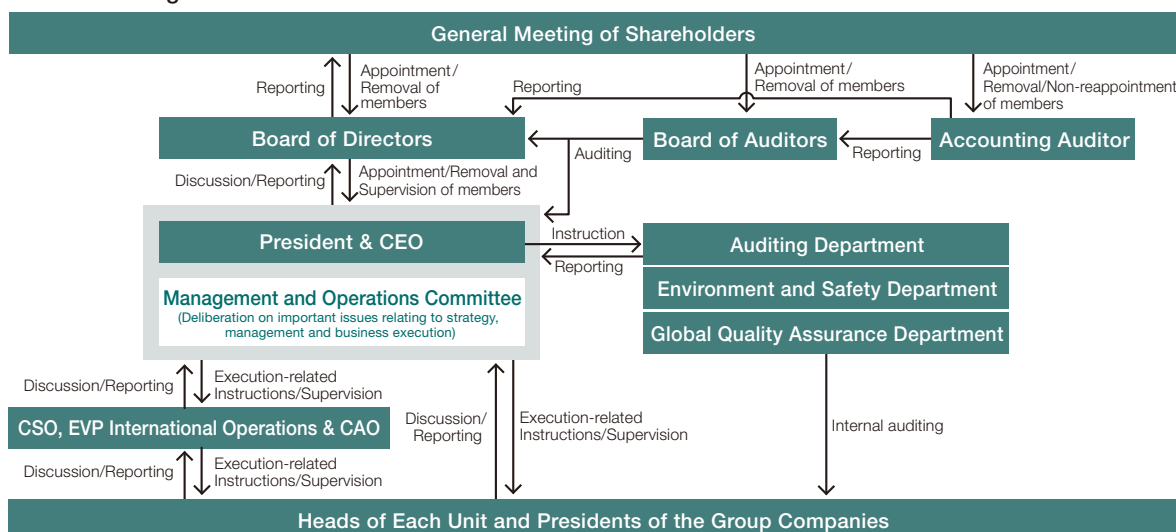 General Meeting of Shareholders
Reporting
Appointment/
Removal of
members
Reporting
Appointment/
Removal of members
Appointment/
Removal/Non-reappointment
of members
Board of Directors
Auditing
Board of Auditors
Reporting
Accounting Auditor
Discussion/Reporting
Appointment/Removal and
Supervision of members
President & CEO
Instruction
Reporting
Auditing Department
Management and Operations Committee
(Deliberation on important issues relating to strategy,
management and business execution)
Environment and Safety Department
Global Quality Assurance Department
Discussion/Reporting
Execution-related
Instructions/Supervision
CSO, EVP International Operations & CAO
Discussion/
Reporting
Execution-related
Instructions/Supervision
Internal auditing
Discussion/Reporting
Execution-related
Instructions/Supervision
Heads of Each Unit and Presidents of the Group Companies